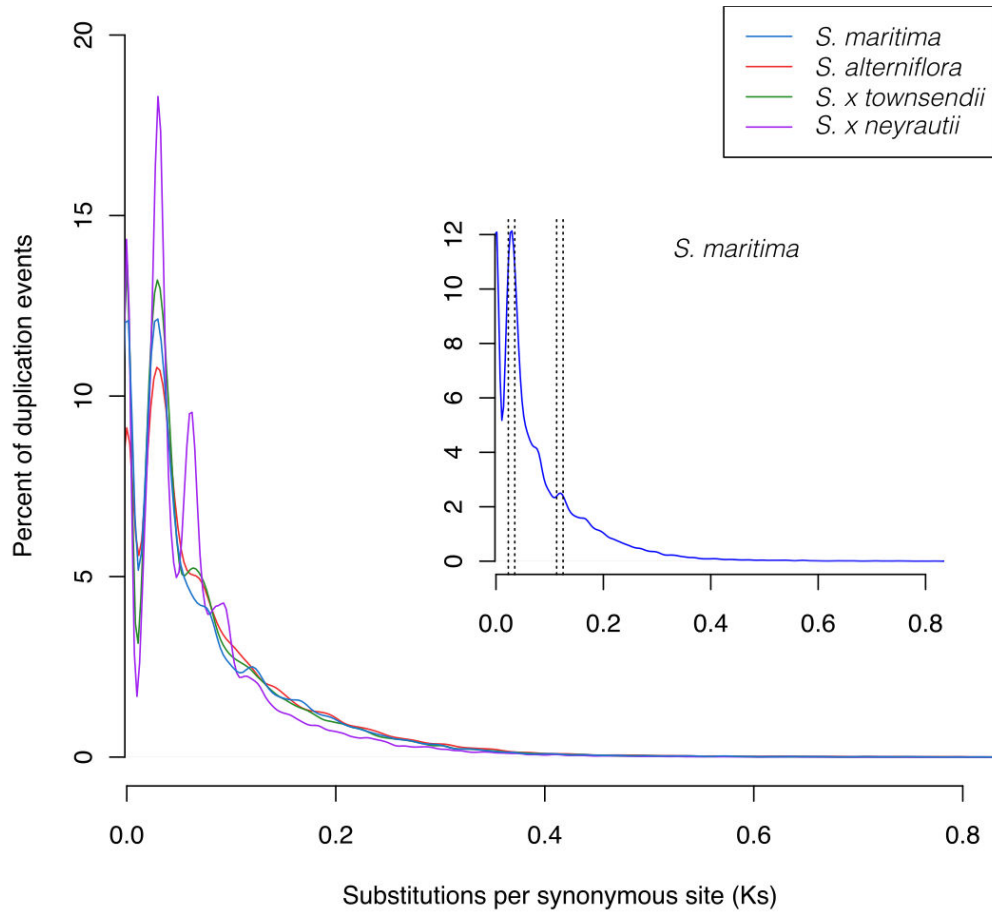 S. maritima
S. alterniflora
S. x townsendii
S. x neyrautii
20
15
10
5
0
Percent of duplication events
0.0 0.2 0.4 0.6 0.8
Substitutions per synonymous site (Ks)
S. maritima
12
10
8
6
4
2
0
0.0 0.2 0.4 0.6 0.8